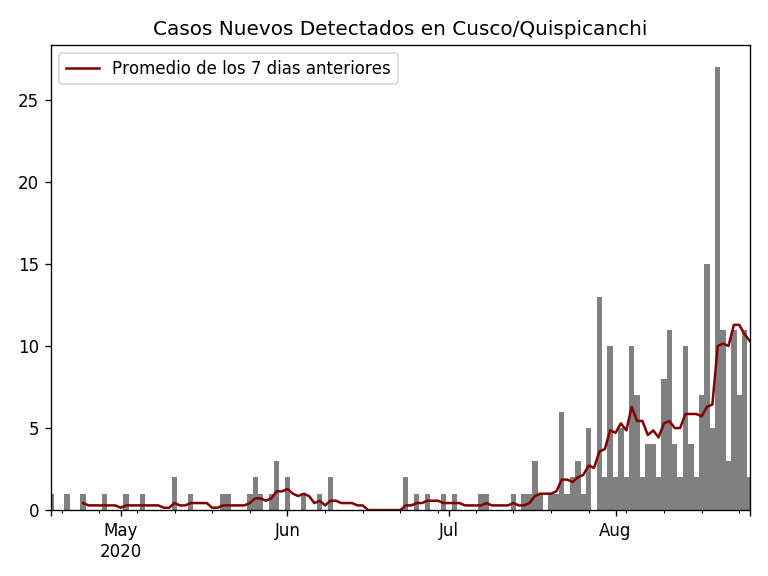 Casos Nuevos Detectados en Cusco/Quispicanchi
Promedio de los 7 dias anteriores
25
20
15
10
5
0
May
2020
Jun
Jul
Aug